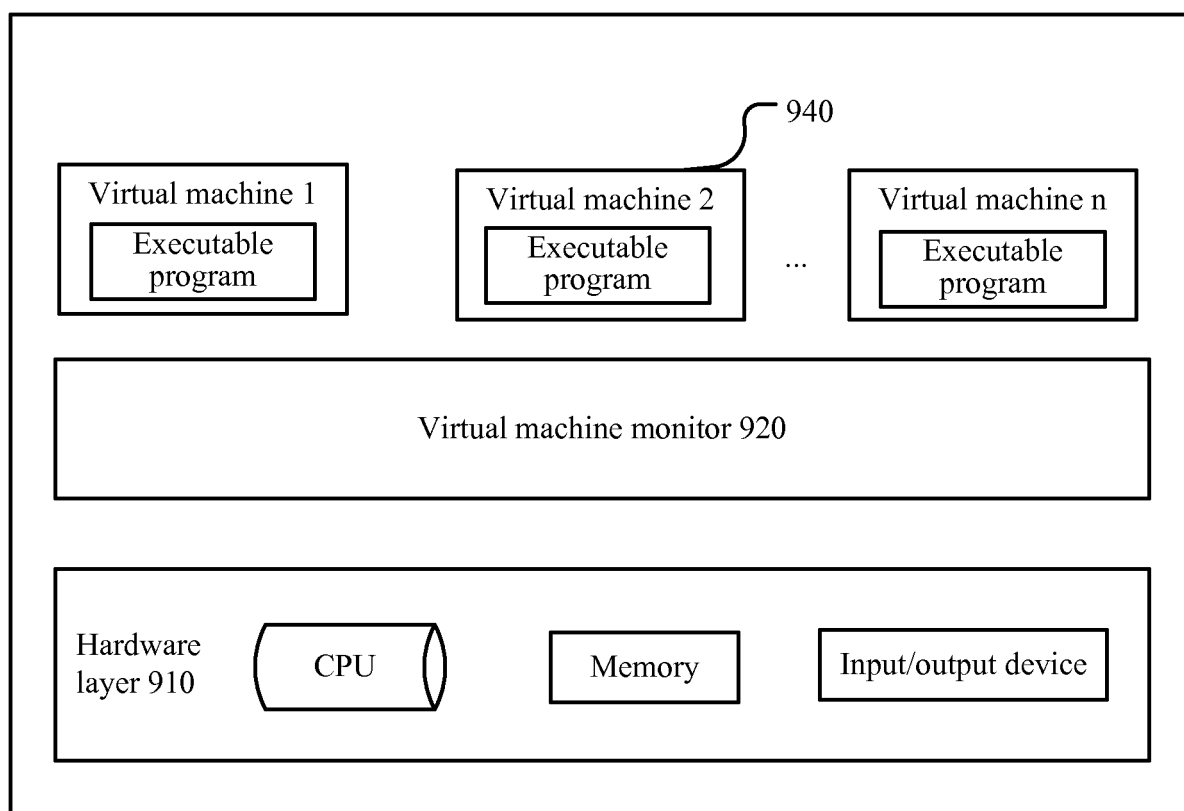 940
Virtual machine 1
Executable
program
Virtual machine 2
Executable
program
...
Virtual machine n
Executable
program
Virtual machine monitor 920
Hardware
layer 910
CPU
Memory
Input/output device